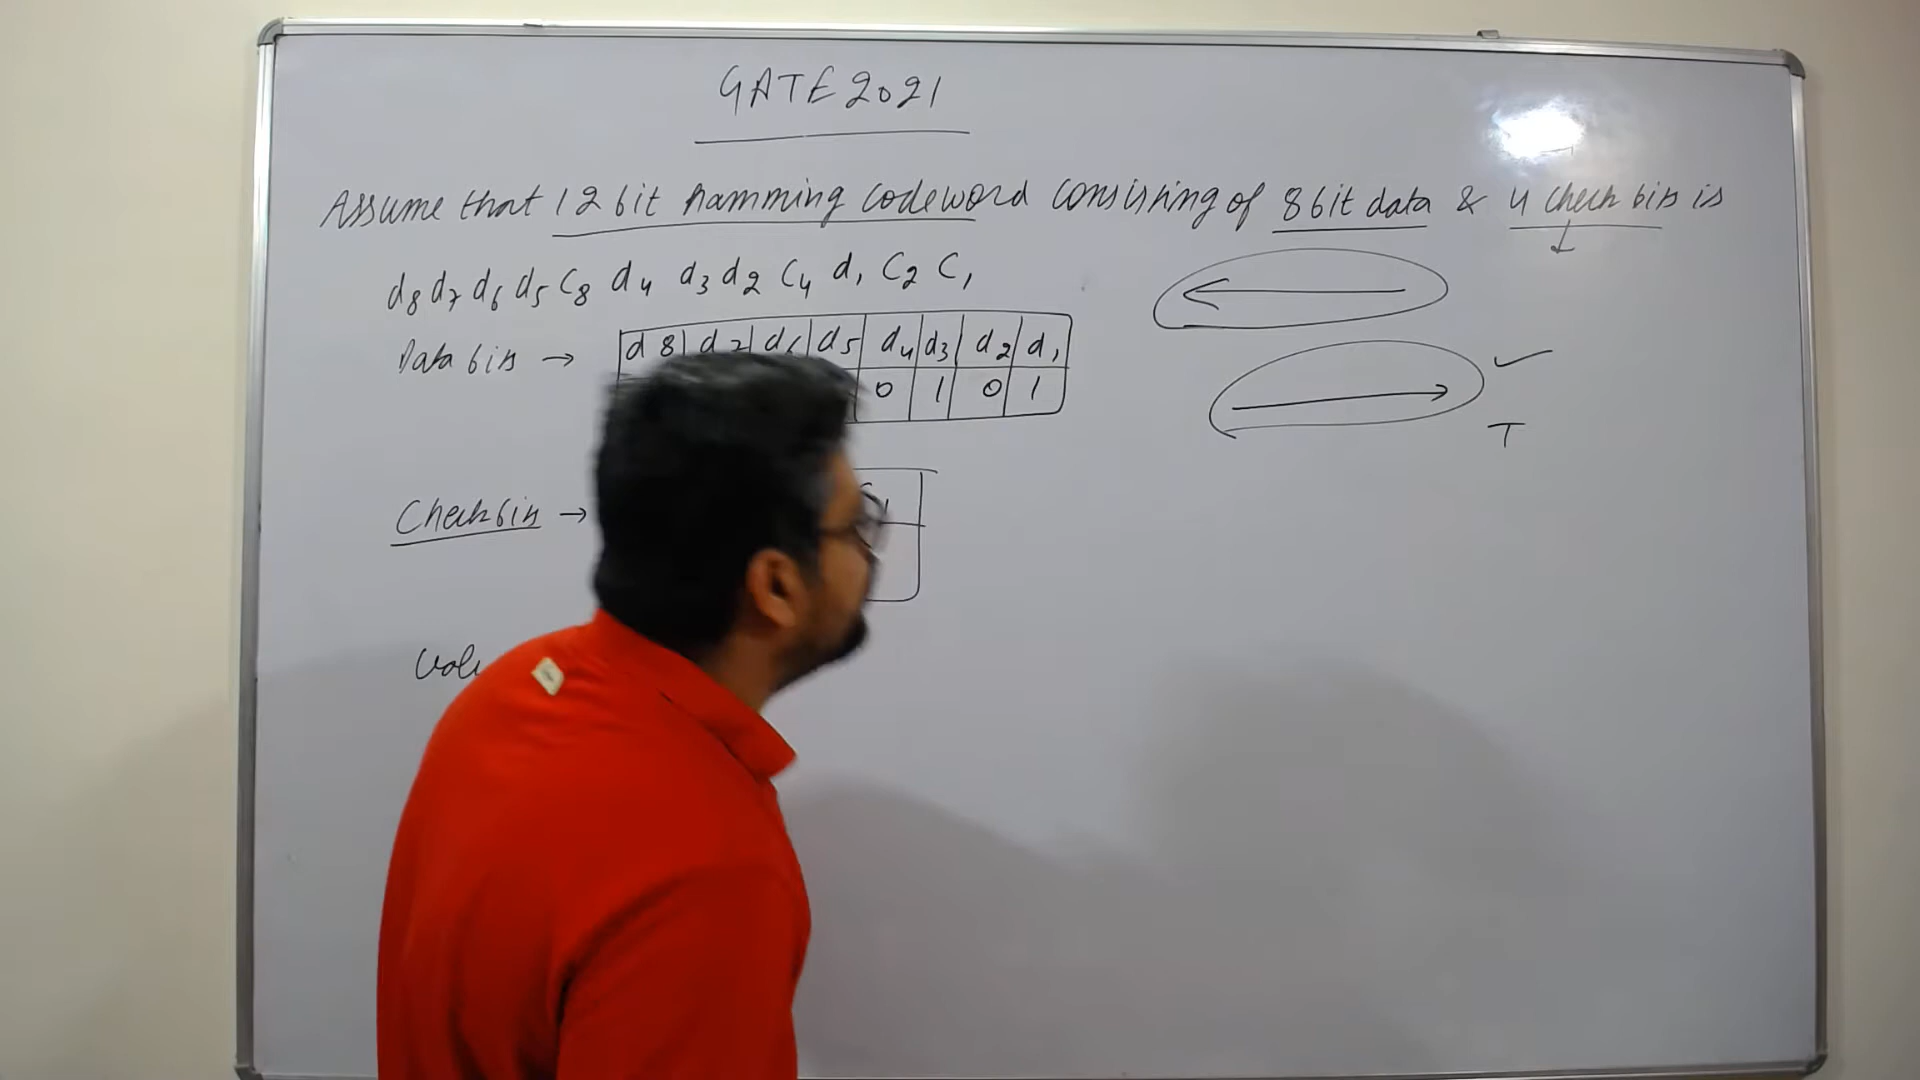 GATE 2021
Assume that 12 bit hamming codeword consisting of 8 bit data & 4 check bits is
d8 d7 d6 d5 C8 d4 d3 d2 C4 d1 C2 C1
Data bits → d8 d7 d6 d5 d4 d3 d2 d1
0 1 0 1
Check bits →
T